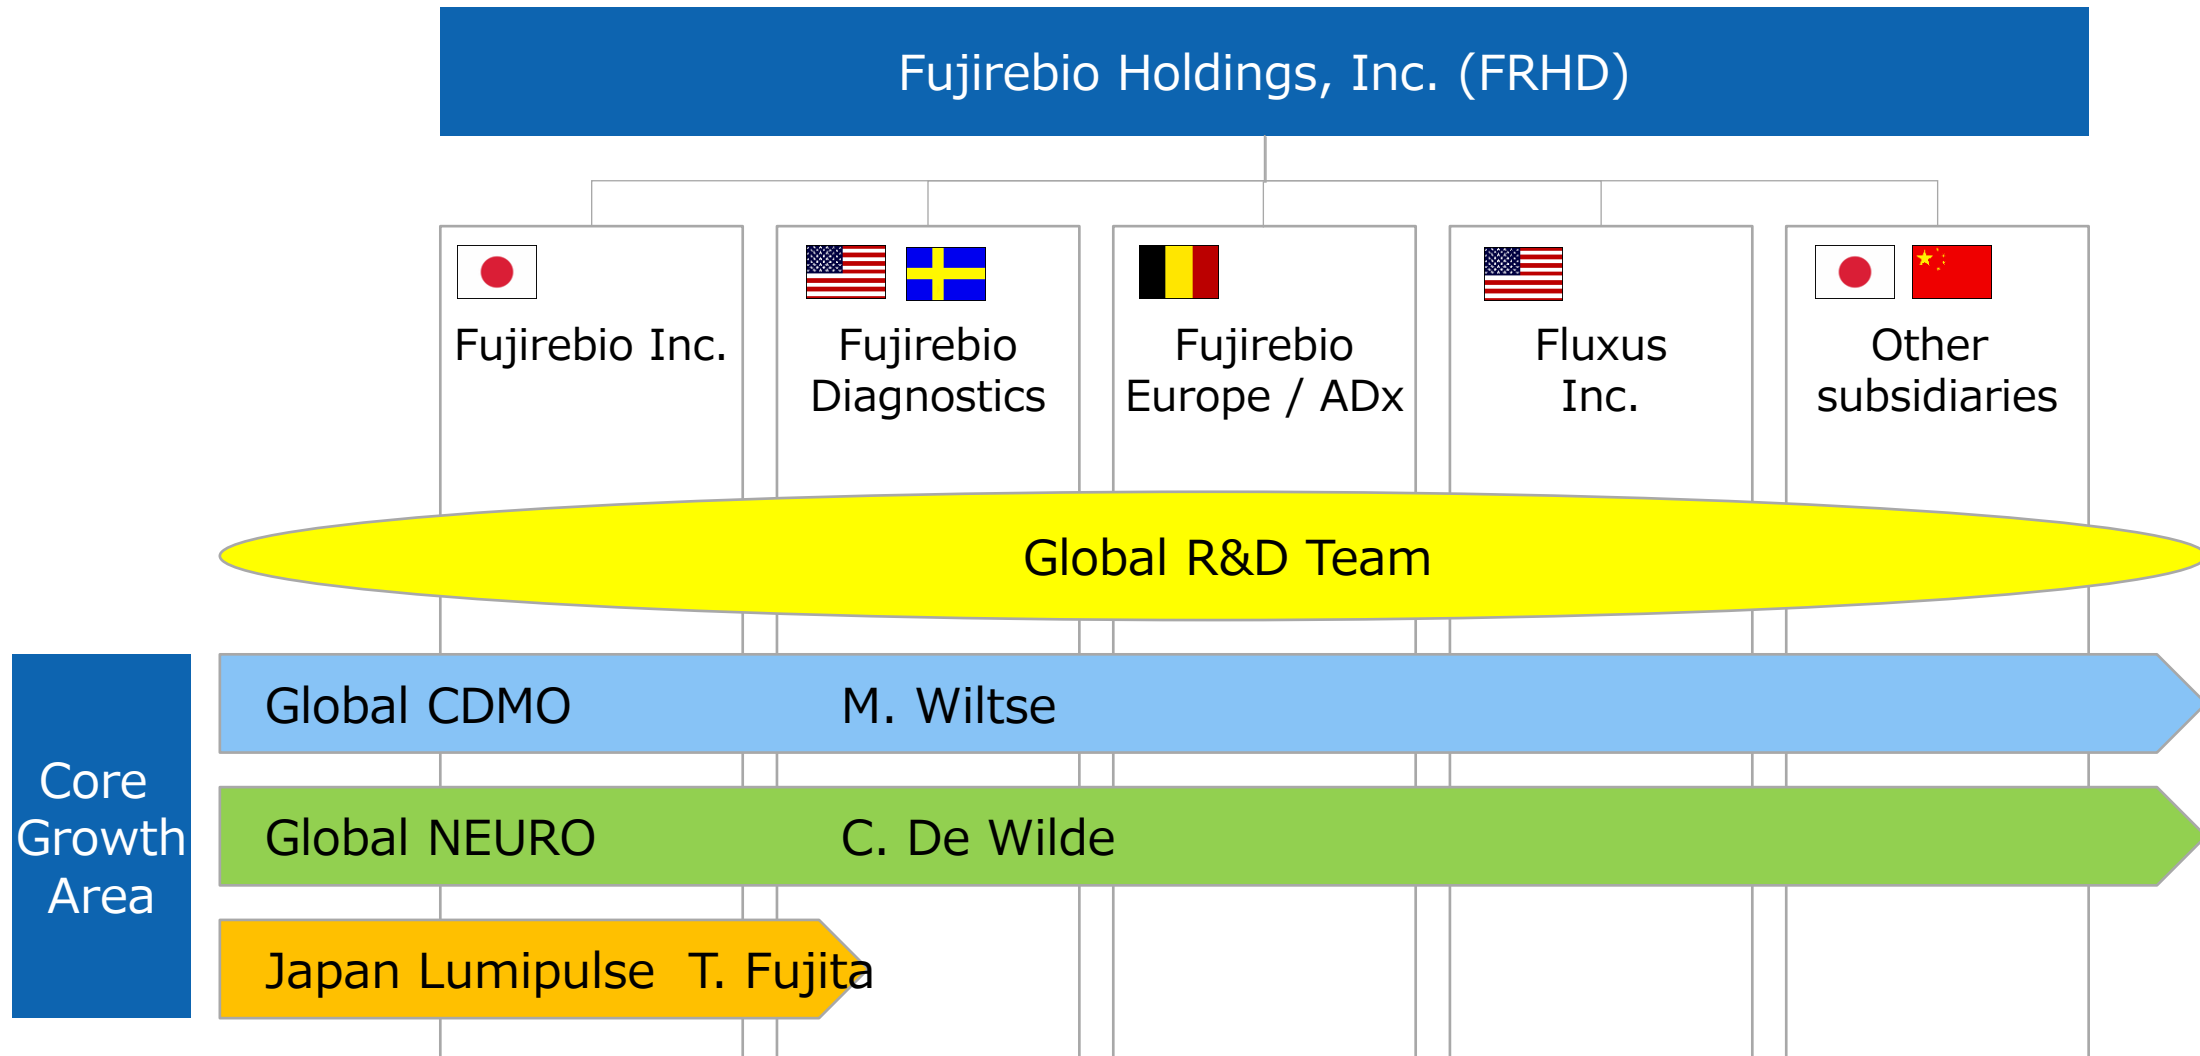 Fujirebio Holdings, Inc. (FRHD)
Fujirebio Inc.
Fujirebio
Diagnostics
Fujirebio
Europe / ADx
Fluxus
Inc.
Other
subsidiaries
Global R&D Team
Core
Growth
Area
Global CDMO M. Wiltse
Global NEURO C. De Wilde
Japan Lumipulse T. Fujita